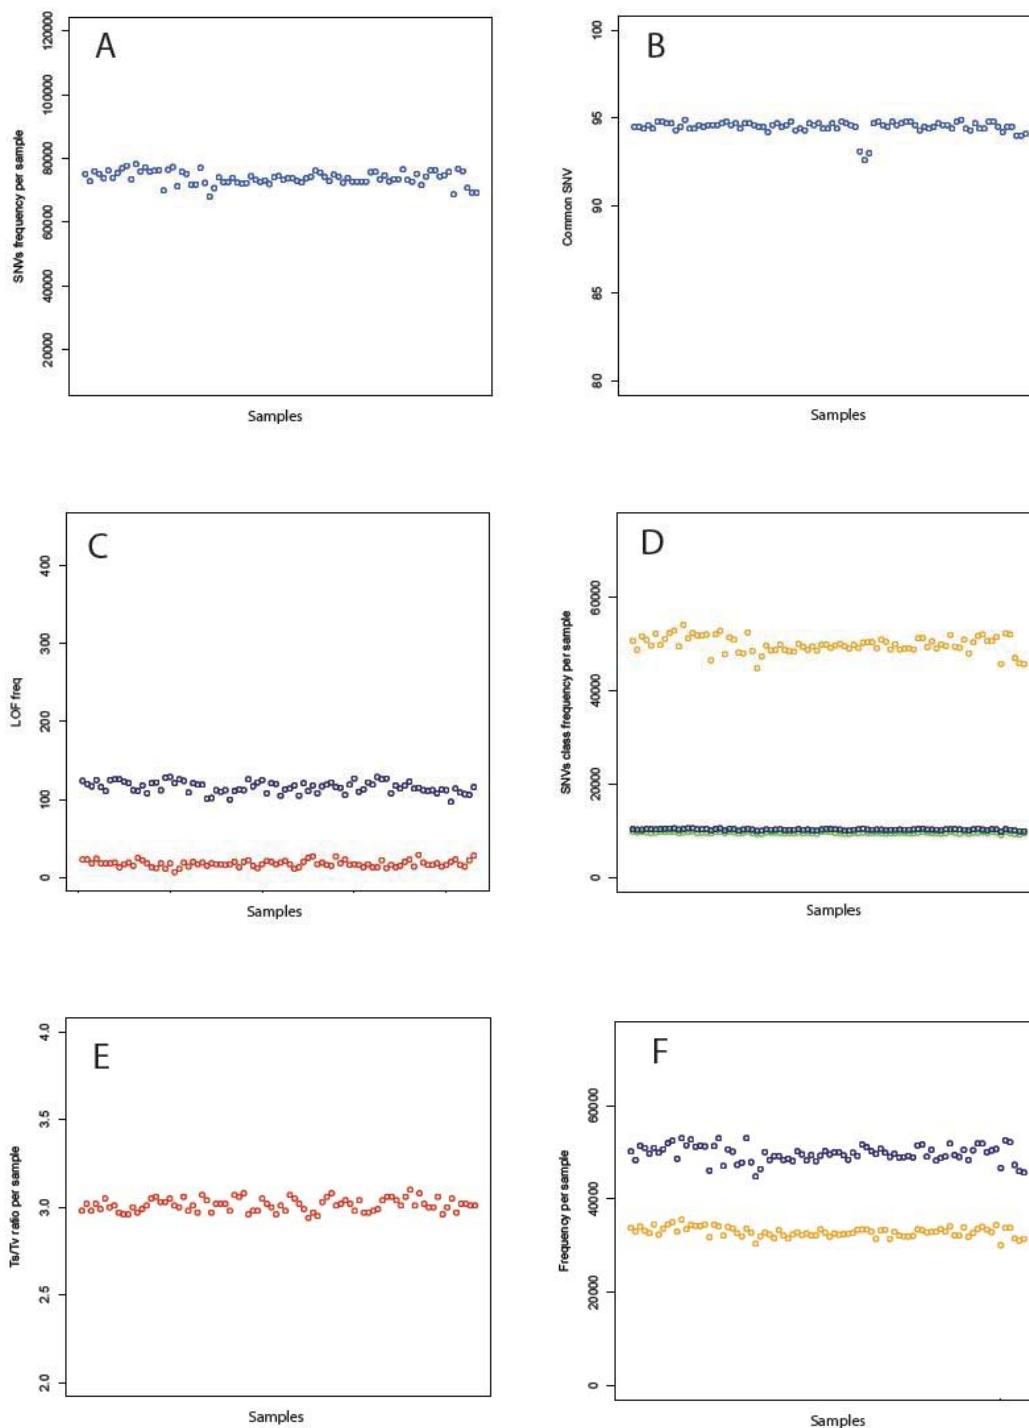 A
120000
100000
80000
60000
40000
20000
SNVs frequency per sample
Samples
B
100
95
90
85
80
Common SNV
Samples
C
400
300
200
100
0
LOF freq
Samples
D
60000
40000
20000
0
SNVs class frequency per sample
Samples
E
4.0
3.5
3.0
2.5
2.0
Ts/Tv ratio per sample
Samples
F
60000
40000
20000
0
Frequency per sample
Samples